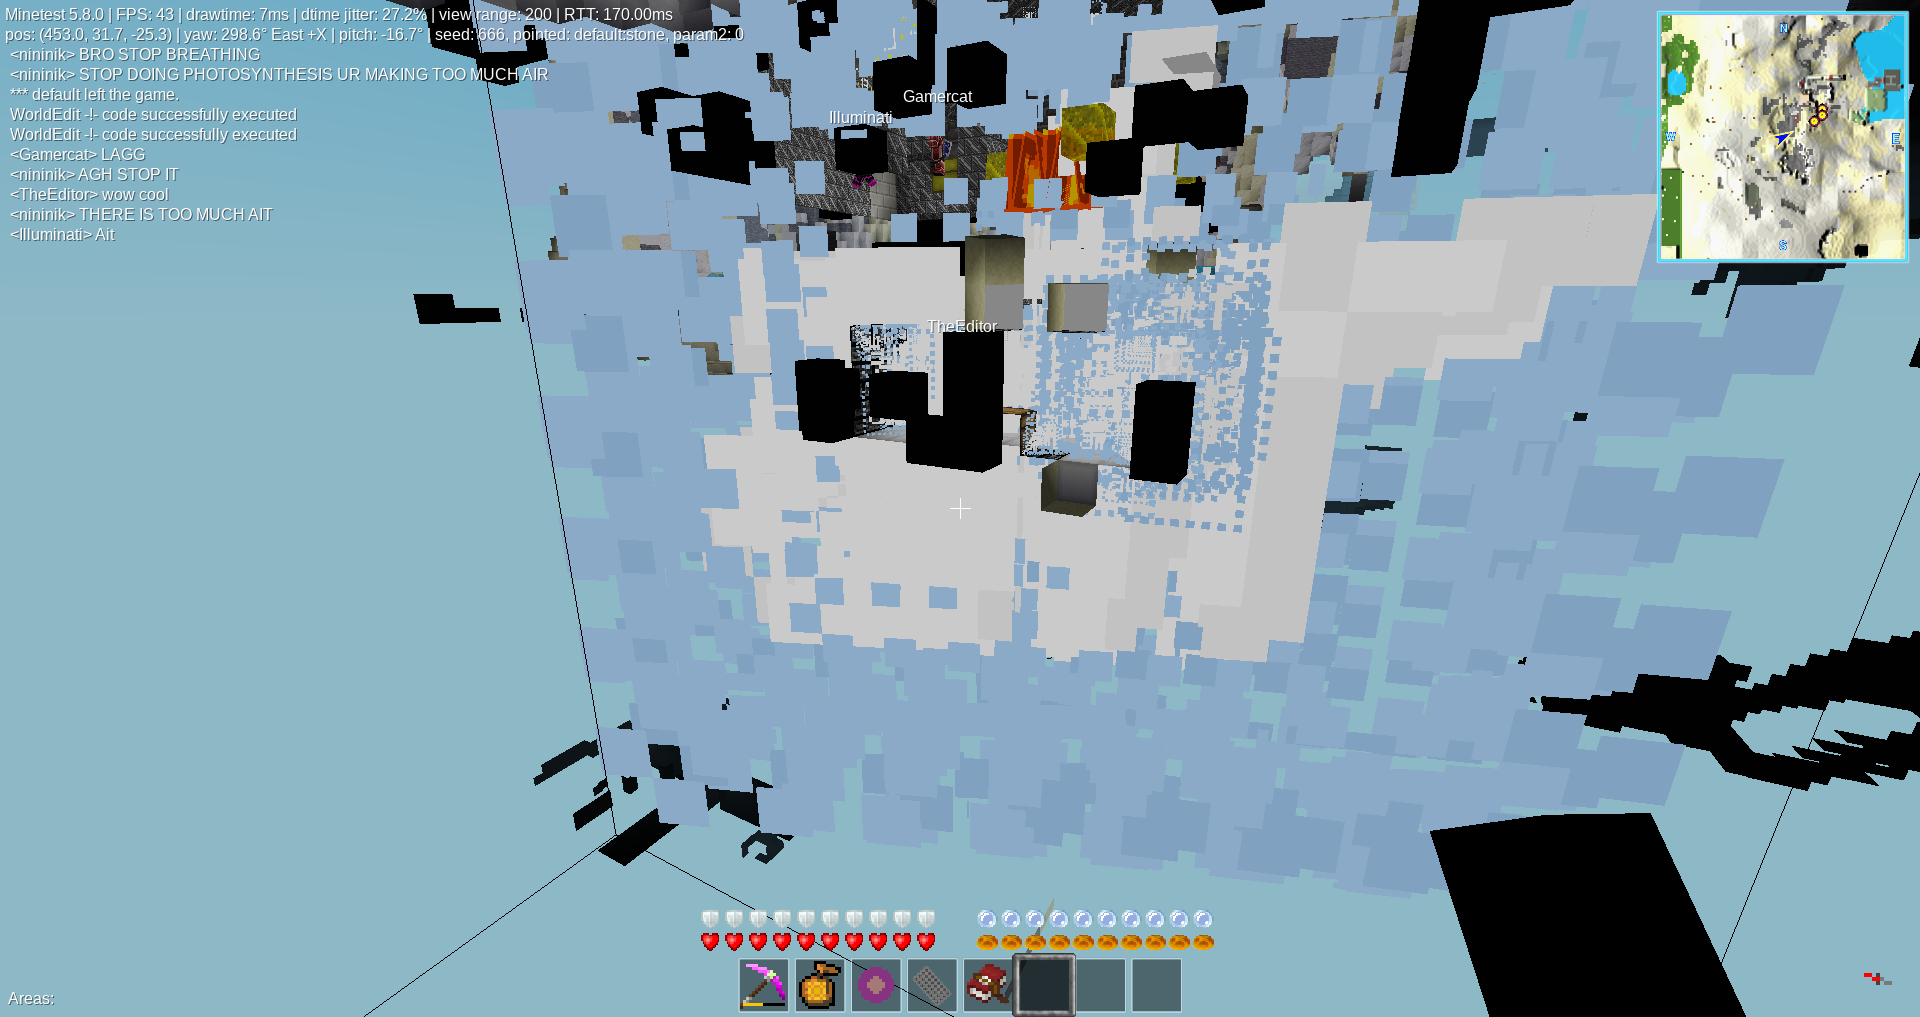 Minetest 5.8.0 | FPS: 43 | drawtime: 7ms | dtime jitter: 27.2% | view range: 200 | RTT: 170.00ms
pos: (453.0, 31.7, -25.3) | yaw: 298.6° East +X | pitch: -16.7° | seed: 666, pointed: default:stone, param2: 0
<nininik> BRO STOP BREATHING
<nininik> STOP DOING PHOTOSYNTHESIS UR MAKING TOO MUCH AIR
*** default left the game.
WorldEdit -!- code successfully executed
WorldEdit -!- code successfully executed
<Gamercat> LAGG
<nininik> AGH STOP IT
<TheEditor> wow cool
<nininik> THERE IS TOO MUCH AIT
<Illuminati> Ait
Gamercat
Illuminati
TheEditor
N
W
E
S
H
Areas: